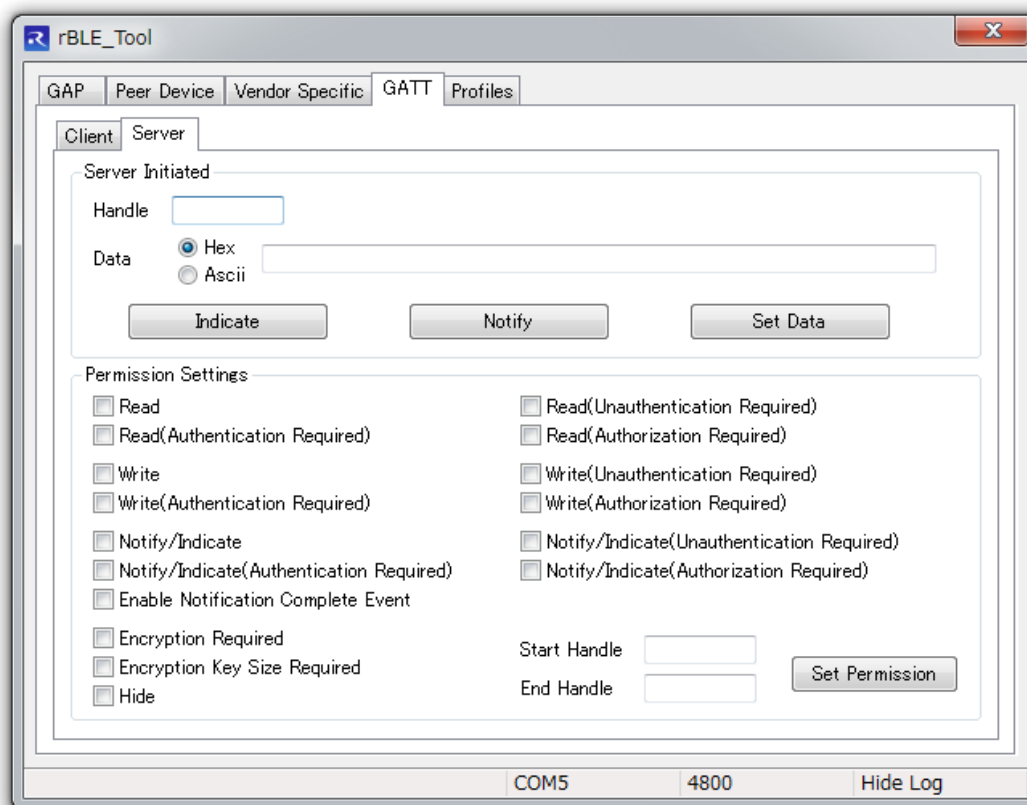 rBLE_Tool
GAP Peer Device Vendor Specific GATT Profiles
Client Server
Server Initiated
Handle
Data
Hex
Ascii
Indicate Notify Set Data
Permission Settings
Read Read(Unauthentication Required)
Read(Authentication Required) Read(Authorization Required)
Write Write(Unauthentication Required)
Write(Authentication Required) Write(Authorization Required)
Notify/Indicate Notify/Indicate(Unauthentication Required)
Notify/Indicate(Authentication Required) Notify/Indicate(Authorization Required)
Enable Notification Complete Event
Encryption Required
Encryption Key Size Required
Hide
Start Handle
End Handle
Set Permission
COM5 4800 Hide Log